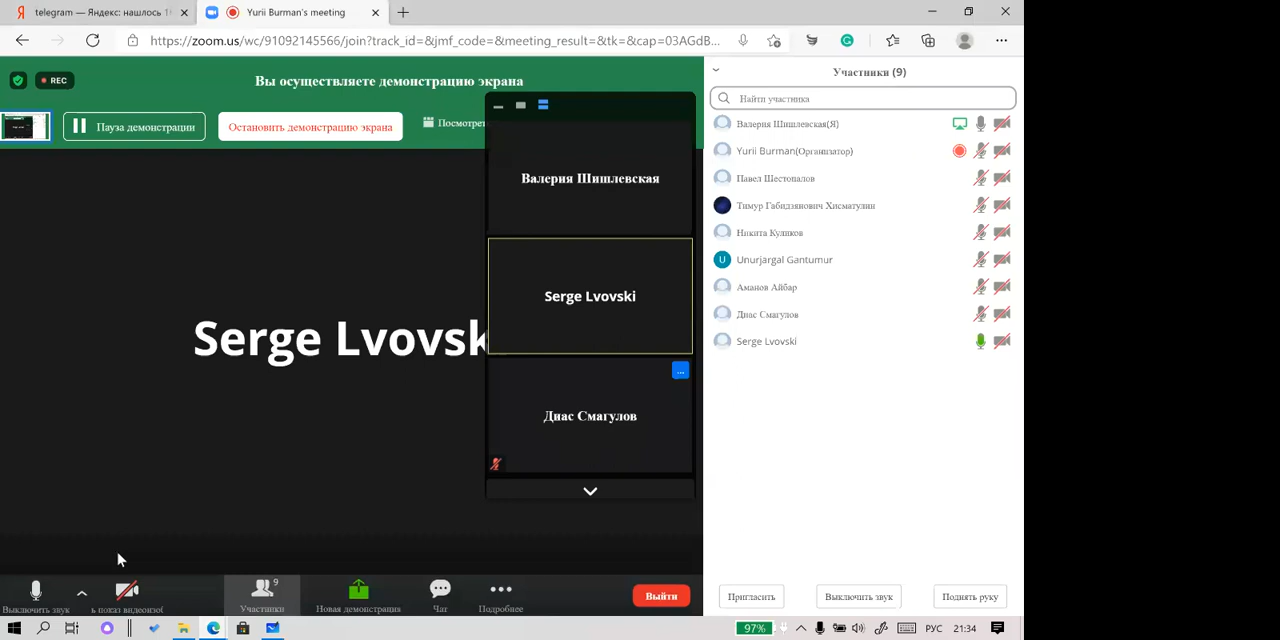 telegram — Яндекс: нашлось 1
Yurii Burman's meeting
https://zoom.us/wc/91092145566/join?track_id=&jmf_code=&meeting_result=&tk=&cap=03AGdB...
REC
Вы осуществляете демонстрацию экрана
Пауза демонстрации
Остановить демонстрацию экрана
Посмотрет
Валерия Шишлевская
Serge Lvovski
Serge Lvovsk
Диас Смагулов
Участники (9)
Найти участника
Валерия Шишлевская(Я)
Yurii Burman(Организатор)
Павел Шестопалов
Тимур Габидзянович Хисматулин
Никита Куликов
U
Unurjargal Gantumur
Аманов Айбар
Диас Смагулов
Serge Lvovski
Выключить звук
ь показ видеоизоб
9
Участники
Новая демонстрация
Чат
Подробнее
Выйти
Пригласить
Выключить звук
Поднять руку
97%
РУС
21:34